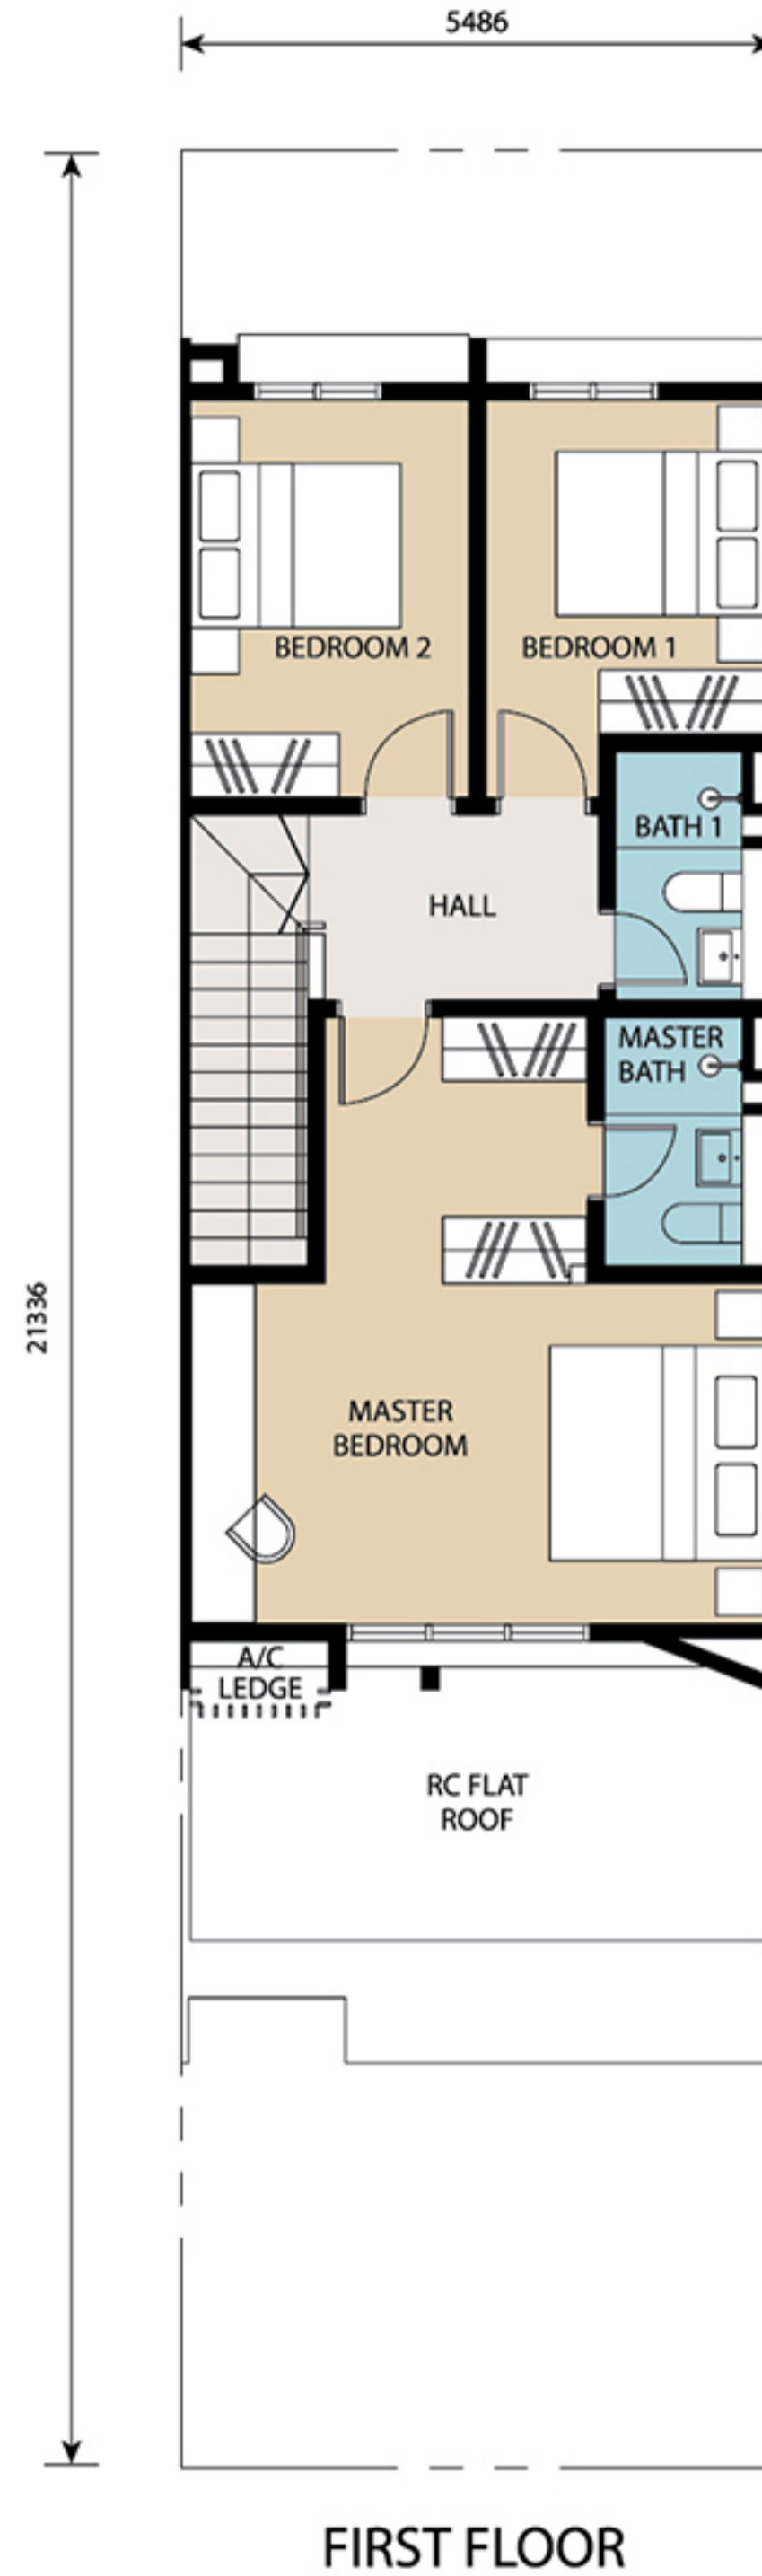 5486
BEDROOM 2
BEDROOM 1
BATH 1
HALL
MASTER
BATH
21336
MASTER
BEDROOM
A/C
LEDGE
RC FLAT
ROOF
FIRST FLOOR